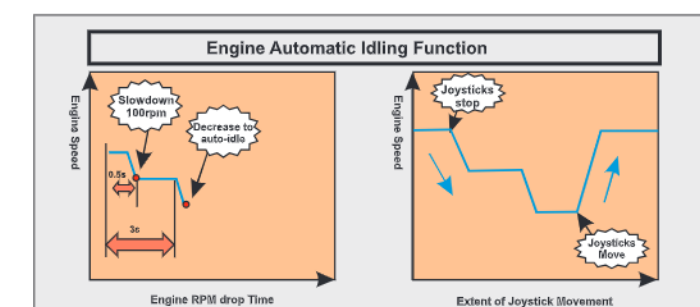 Engine Automatic Idling Function
Engine Speed
Slowdown
100rpm
Decrease to
auto-idle
0.5s
3s
Engine RPM drop Time
Engine Speed
Joysticks
stop
Joysticks
Move
Extent of Joystick Movement